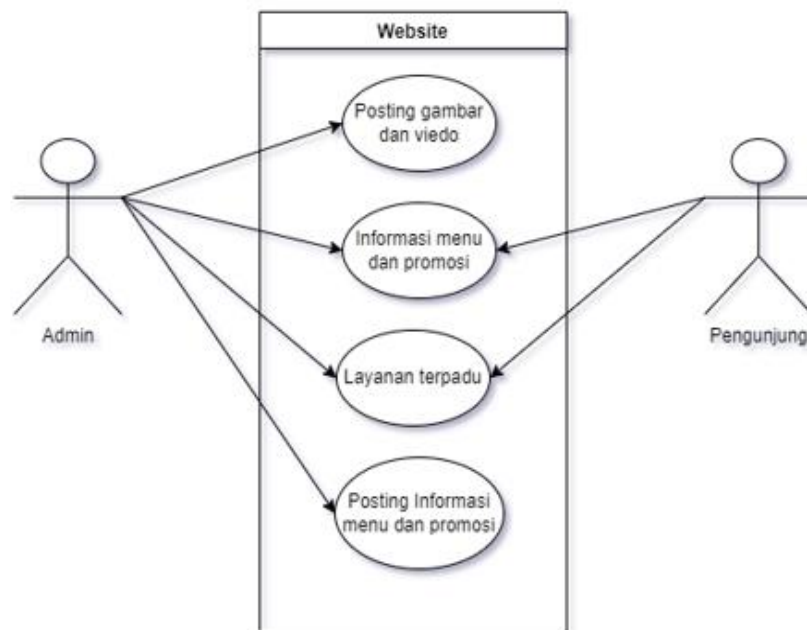 Website
Posting gambar
dan viedo
Informasi menu
dan promosi
Admin
Pengunjung
Layanan terpadu
Posting Informasi
menu dan promosi